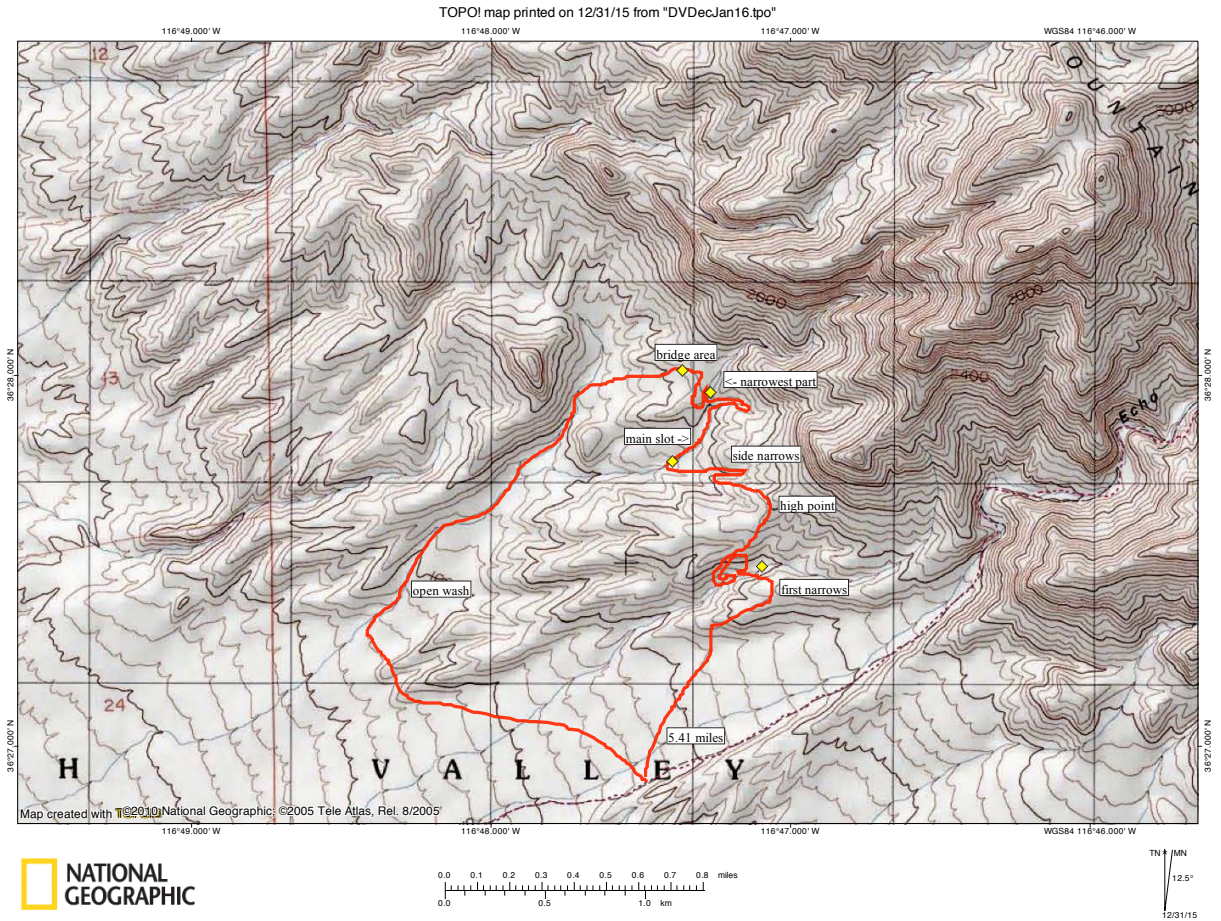 TOPO! map printed on 12/31/15 from "DVDecJan16.tpo"
116°49.000' W 116°48.000' W 116°47.000' W WGS84 116°46.000' W
12
OUNTAIN
3000
2800
2800
36°28.000' N
36°28.000' N
bridge area
13
<- narrowest part
2400
Echo
main slot ->
side narrows
high point
open wash
first narrows
24
5.41 miles
36°27.000' N
36°27.000' N
H VALLEY
Map created with
©2010 National Geographic; ©2005 Tele Atlas, Rel. 8/2005
116°49.000' W 116°48.000' W 116°47.000' W WGS84 116°46.000' W
NATIONAL
GEOGRAPHIC
0.0 0.1 0.2 0.3 0.4 0.5 0.6 0.7 0.8 miles
0.0 0.5 1.0 km
TN MN
12.5°
12/31/15